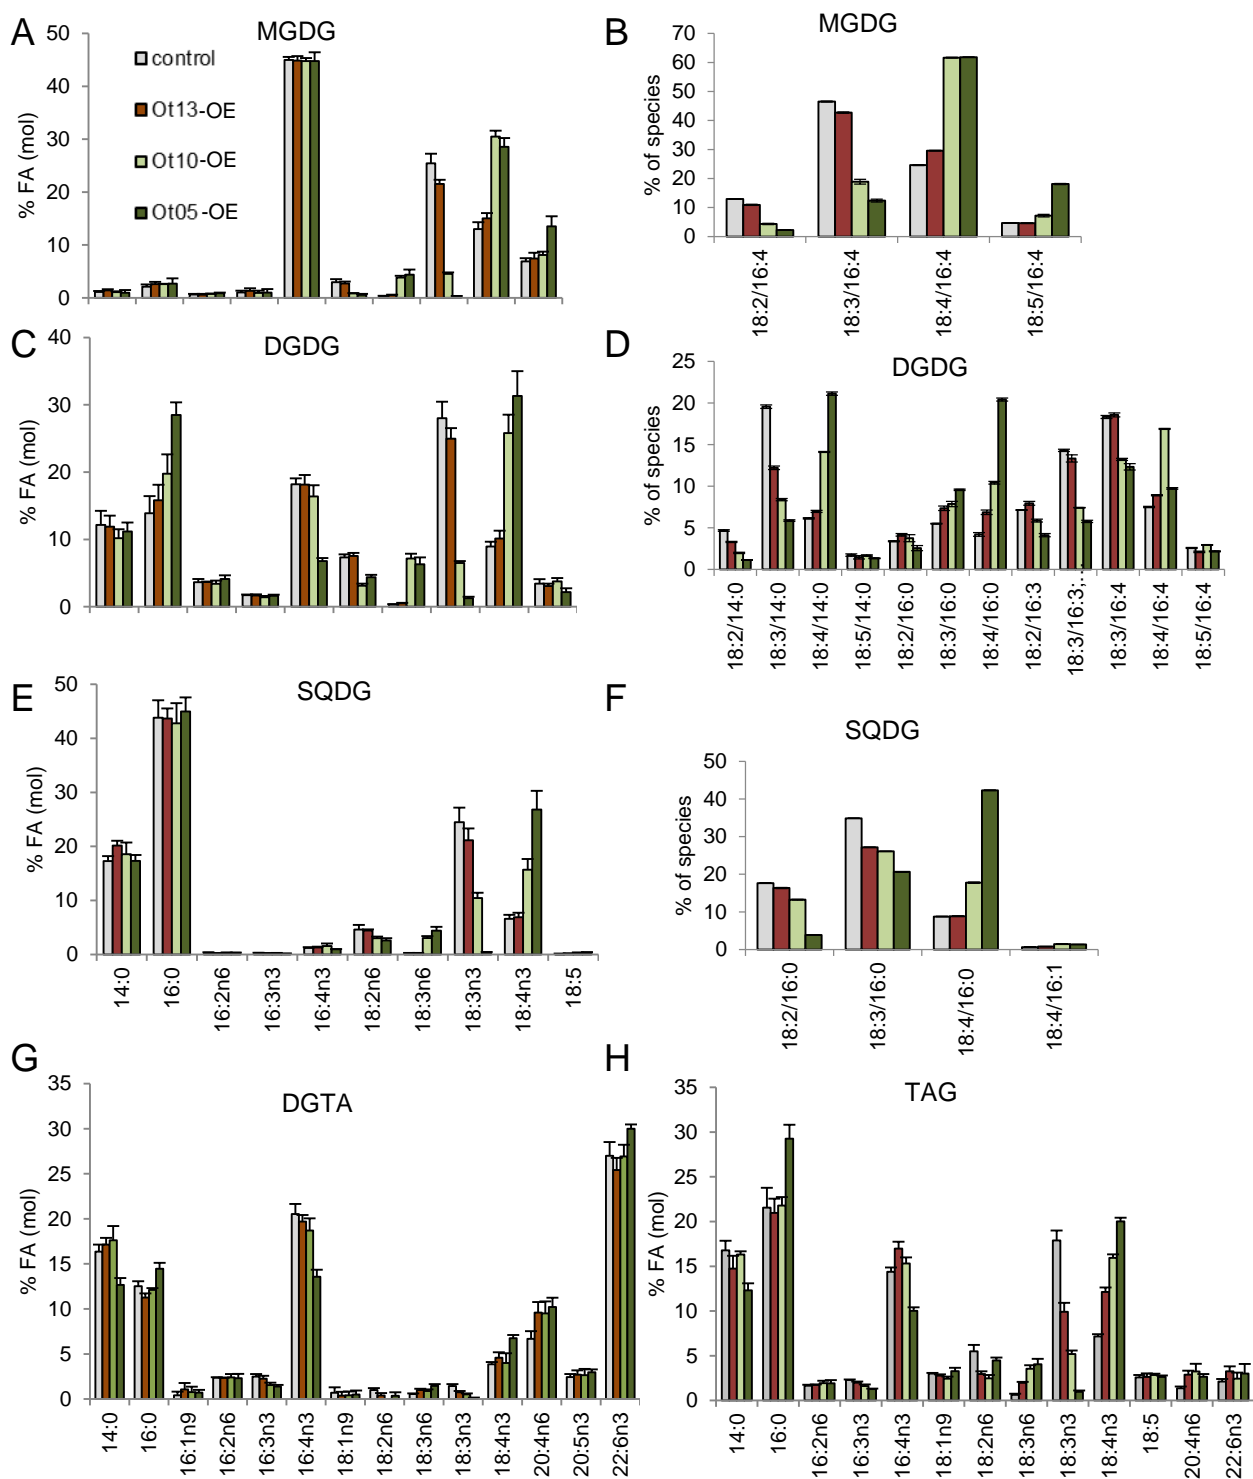 A
MGDG
50
40
30
20
10
0
% FA (mol)
control
Ot13-OE
Ot10-OE
Ot05-OE
B
MGDG
70
60
50
40
30
20
10
0
% of species
18:2/16:4
18:3/16:4
18:4/16:4
18:5/16:4
C
DGDG
40
30
20
10
0
% FA (mol)
D
DGDG
25
20
15
10
5
0
% of species
18:2/14:0
18:3/14:0
18:4/14:0
18:5/14:0
18:2/16:0
18:3/16:0
18:4/16:0
18:2/16:3
18:3/16:3;...
18:3/16:4
18:4/16:4
18:5/16:4
E
SQDG
50
40
30
20
10
0
% FA (mol)
14:0
16:0
16:2n6
16:3n3
16:4n3
18:2n6
18:3n6
18:3n3
18:4n3
18:5
F
SQDG
50
40
30
20
10
0
% of species
18:2/16:0
18:3/16:0
18:4/16:0
18:4/16:1
G
DGTA
35
30
25
20
15
10
5
0
% FA (mol)
14:0
16:0
16:1n9
16:2n6
16:3n3
16:4n3
18:1n9
18:2n6
18:3n6
18:3n3
18:4n3
20:4n6
20:5n3
22:6n3
H
TAG
35
30
25
20
15
10
5
0
% FA (mol)
14:0
16:0
16:2n6
16:3n3
16:4n3
18:1n9
18:2n6
18:3n6
18:3n3
18:4n3
18:5
20:4n6
22:6n3